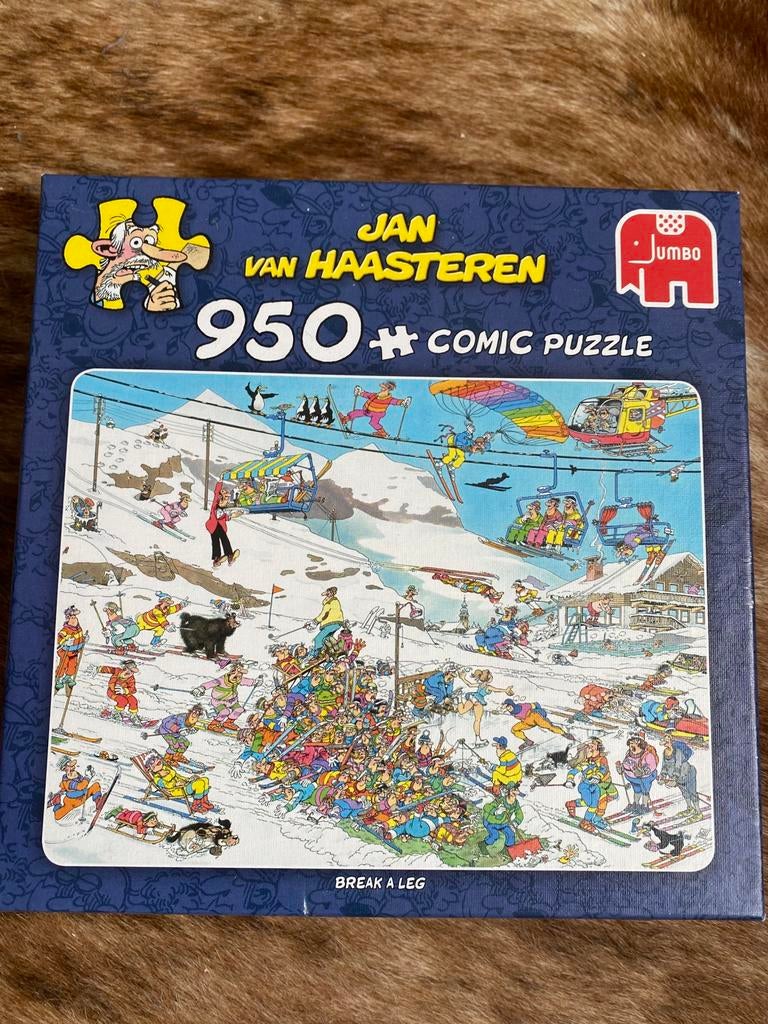 JAN
VAN HAASTEREN
JUMBO
950 COMIC PUZZLE
BREAK A LEG